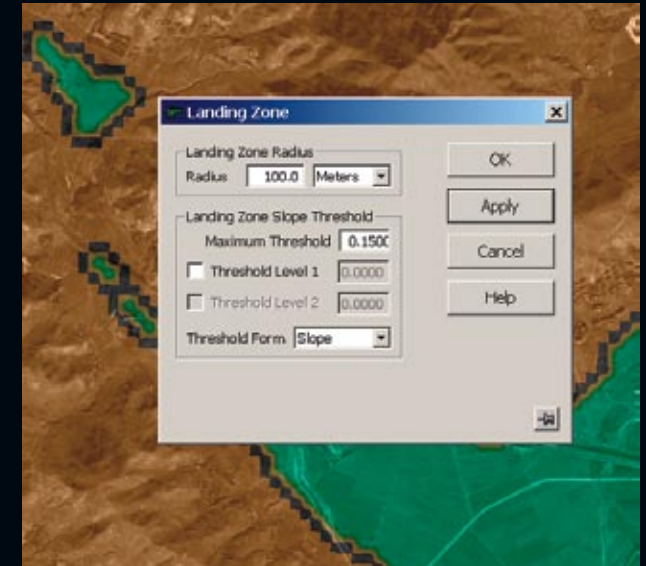 Landing Zone
Landing Zone Radius
Radius 100.0 Meters
Landing Zone Slope Threshold
Maximum Threshold 0.1500
Threshold Level 1 0.0000
Threshold Level 2 0.0000
Threshold Form Slope
OK
Apply
Cancel
Help